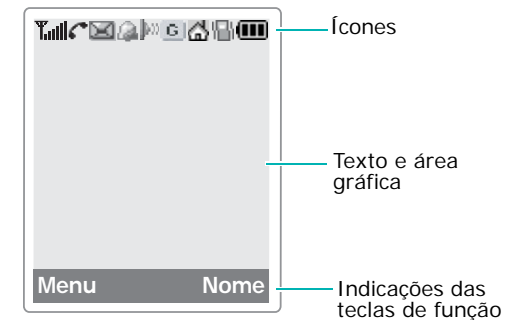 G
Ícones
Texto e área
gráfica
Menu Nome
Indicações das
teclas de função